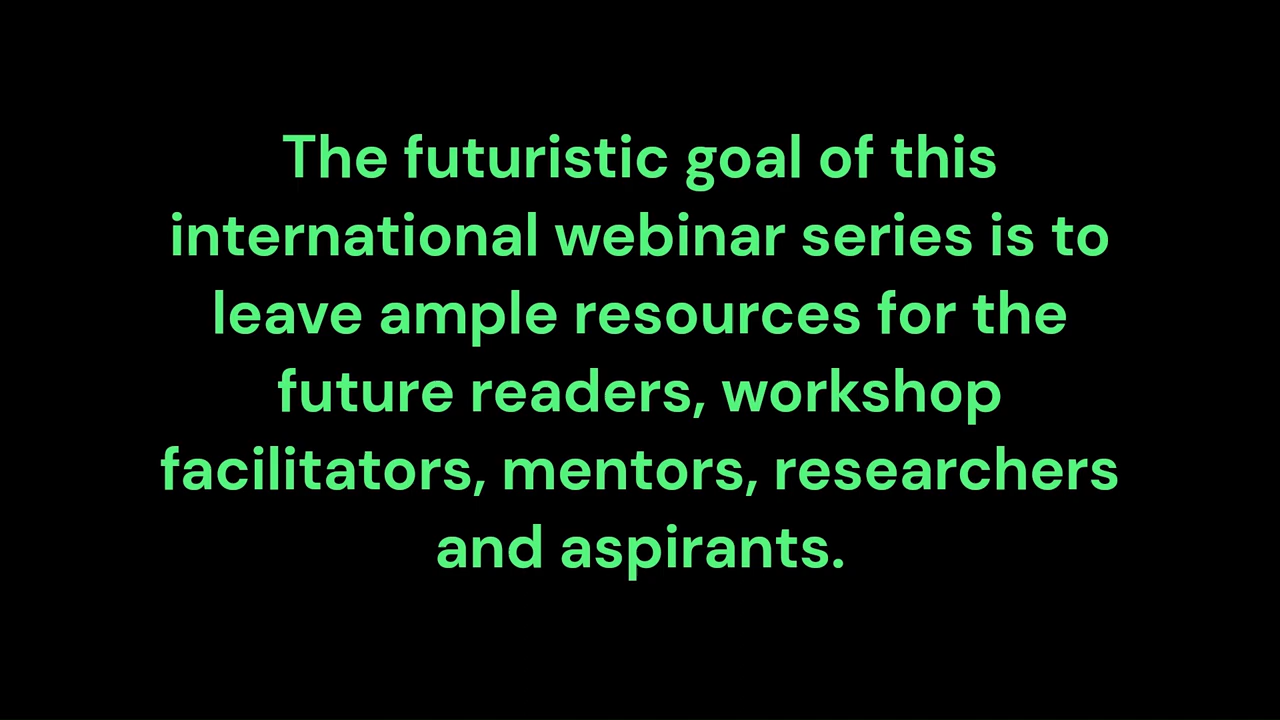 The futuristic goal of this
international webinar series is to
leave ample resources for the
future readers, workshop
facilitators, mentors, researchers
and aspirants.